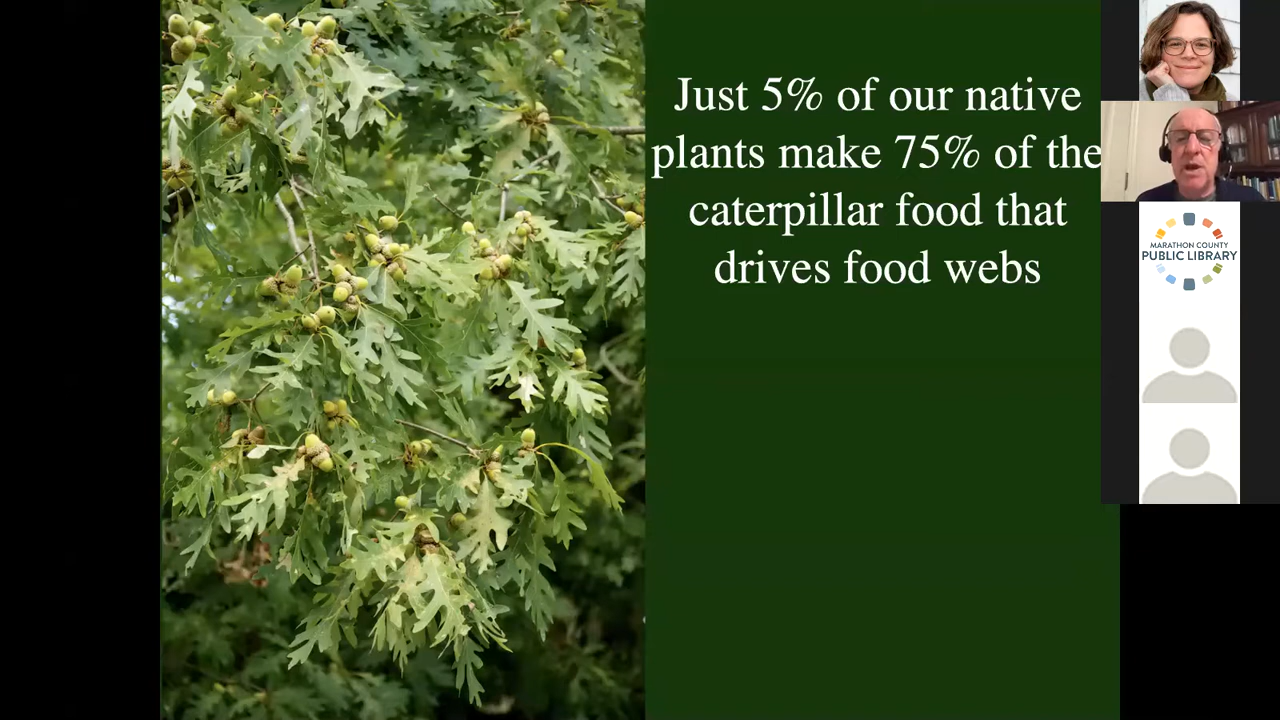 Just 5% of our native
plants make 75% of the
caterpillar food that
drives food webs
MARATHON COUNTY
PUBLIC LIBRARY